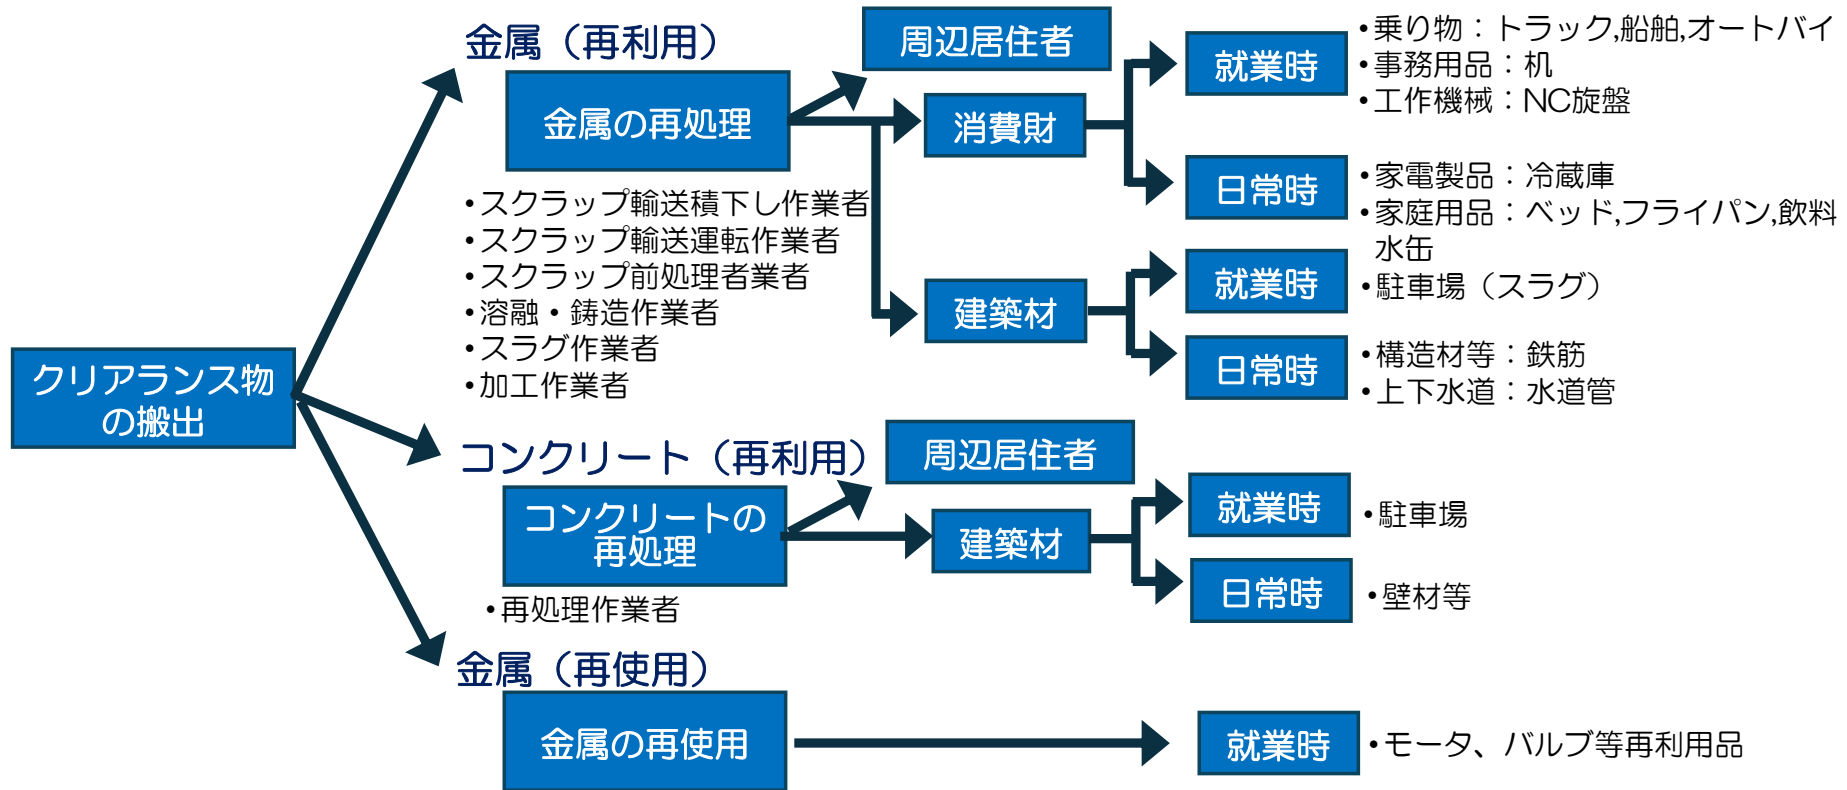 金属（再利用）
周辺居住者
金属の再処理
消費財
就業時
・乗り物：トラック,船舶,オートバイ
・事務用品：机
・工作機械：NC旋盤
日常時
・家電製品：冷蔵庫
・家庭用品：ベッド,フライパン,飲料
水缶
・スクラップ輸送積下し作業者
・スクラップ輸送運転作業者
・スクラップ前処理者業者
・溶融・鋳造作業者
・スラグ作業者
・加工作業者
建築材
就業時
・駐車場（スラグ）
日常時
・構造材等：鉄筋
・上下水道：水道管
クリアランス物
の搬出
コンクリート（再利用）
周辺居住者
コンクリートの
再処理
・再処理作業者
建築材
就業時
・駐車場
日常時
・壁材等
金属（再使用）
金属の再使用
就業時
・モータ、バルブ等再利用品